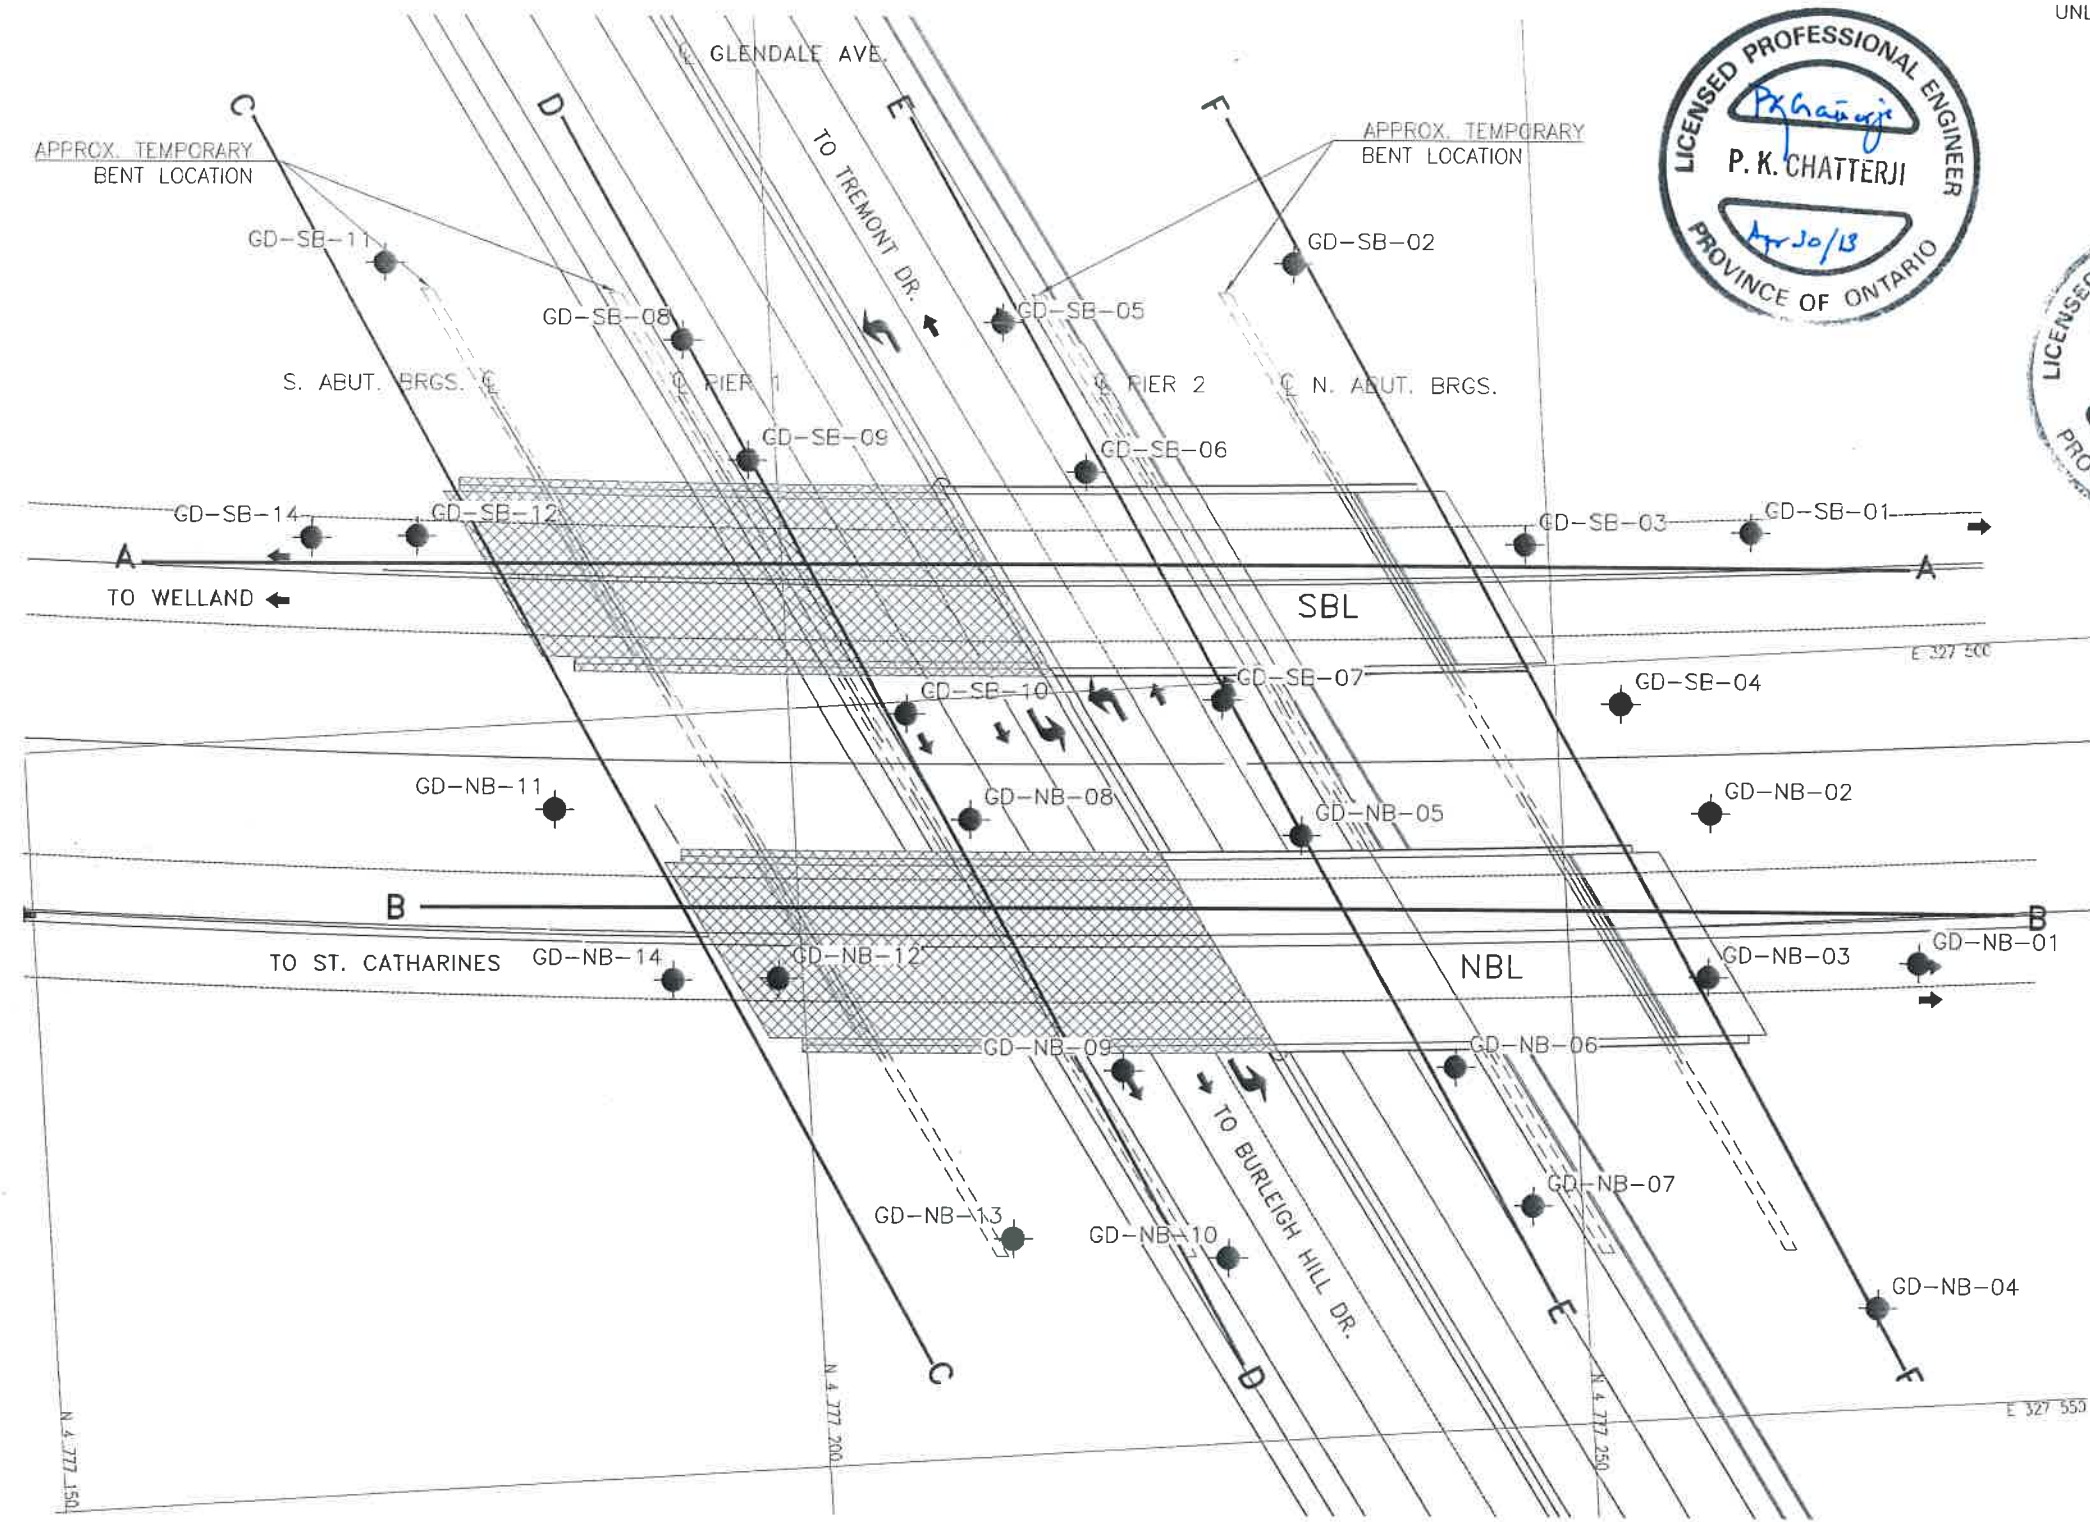 UNL
℄ GLENDALE AVE.
C
D
E
F
APPROX. TEMPORARY
BENT LOCATION
APPROX. TEMPORARY
BENT LOCATION
LICENSED PROFESSIONAL ENGINEER
P. K. CHATTERJI
Apr 30/13
PROVINCE OF ONTARIO
LICENSED
PRO
TO TREMONT DR.
GD-SB-11
GD-SB-02
GD-SB-08
GD-SB-05
S. ABUT. BRGS. ℄
℄ PIER 1
℄ PIER 2
℄ N. ABUT. BRGS.
GD-SB-09
GD-SB-06
GD-SB-14
GD-SB-12
GD-SB-03
GD-SB-01
A
A
TO WELLAND
SBL
E 327 500
GD-SB-10
GD-SB-07
GD-SB-04
GD-NB-11
GD-NB-08
GD-NB-05
GD-NB-02
B
B
TO ST. CATHARINES
GD-NB-14
GD-NB-12
NBL
GD-NB-03
GD-NB-01
GD-NB-09
GD-NB-06
TO BURLEIGH HILL DR.
GD-NB-07
GD-NB-13
GD-NB-10
GD-NB-04
C
D
E
F
N 4 777 150
N 4 777 200
N 4 777 250
E 327 550